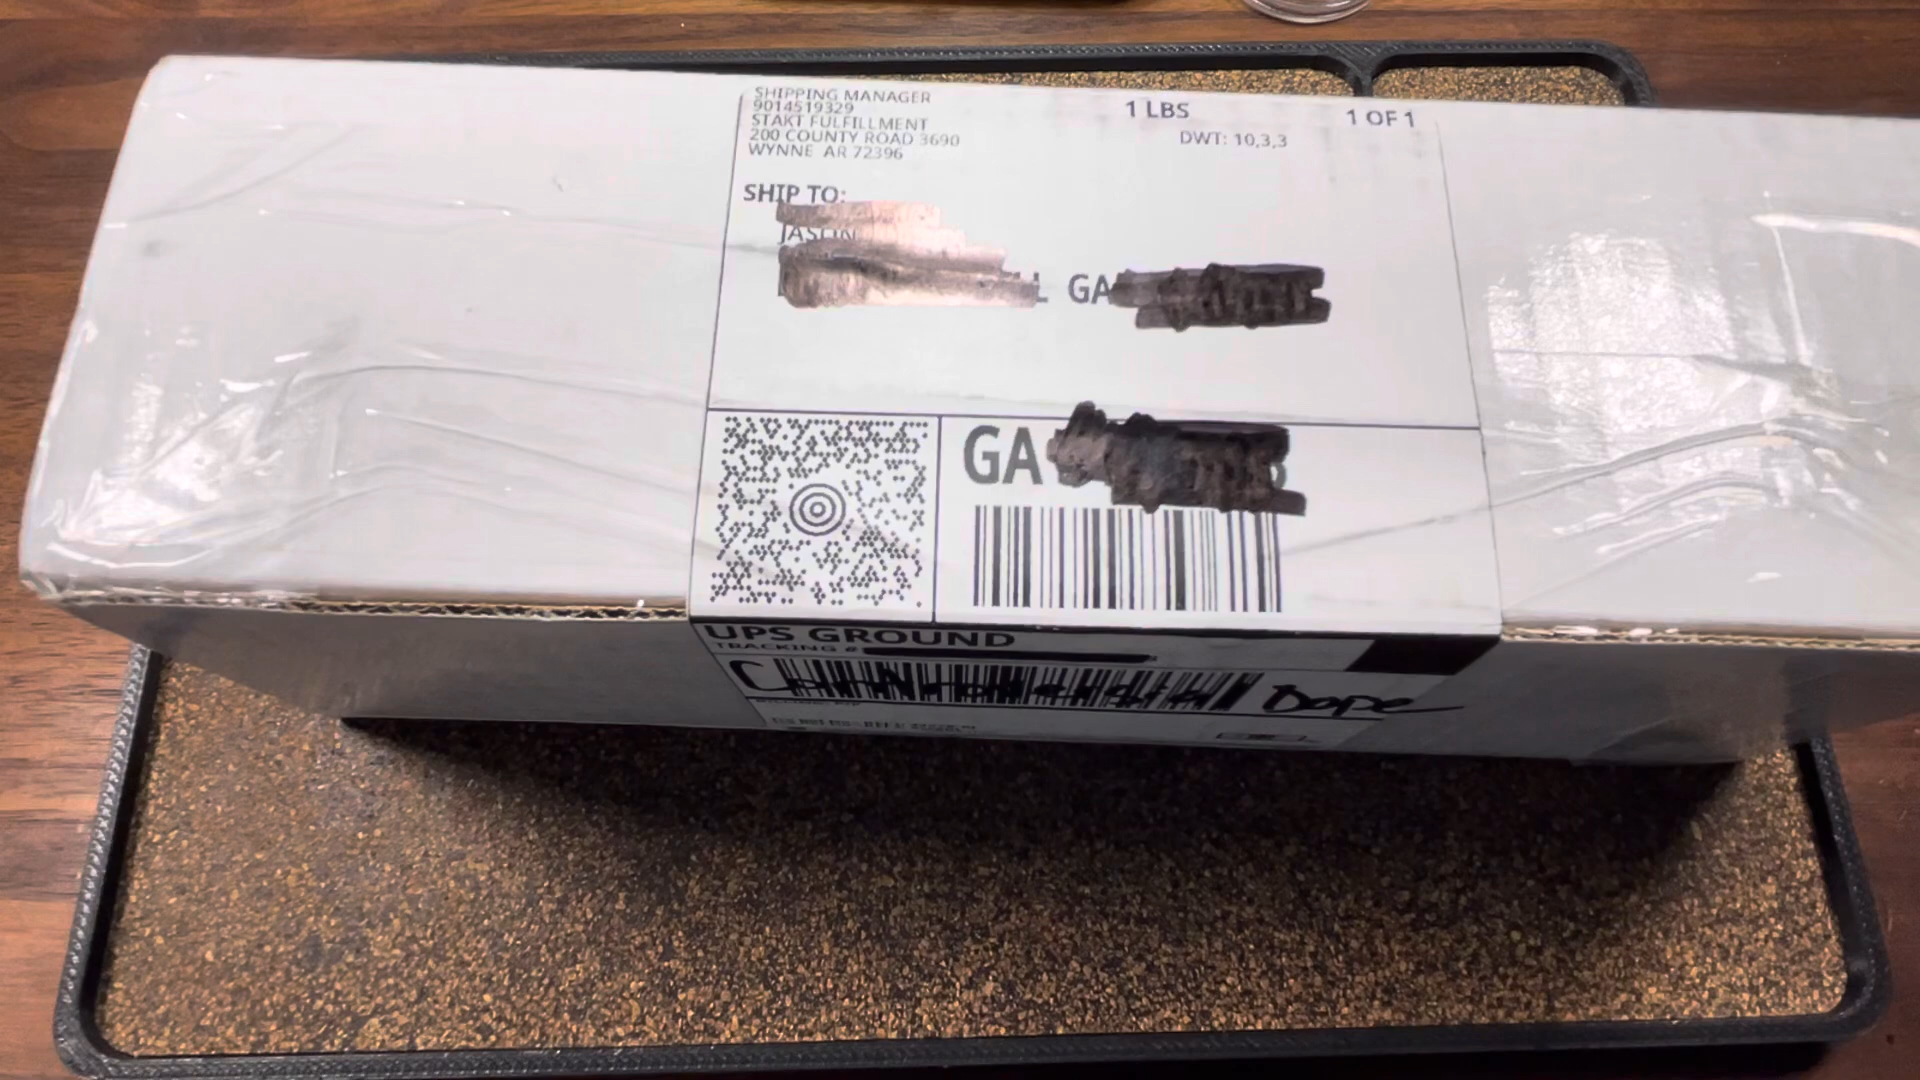 SHIPPING MANAGER
9014519329
STAKT FULFILLMENT
200 COUNTY ROAD 3690
WYNNE AR 72396
1 LBS
1 OF 1
DWT: 10,3,3
SHIP TO:
JASON
GA
GA
UPS GROUND
TRACKING #
Dope